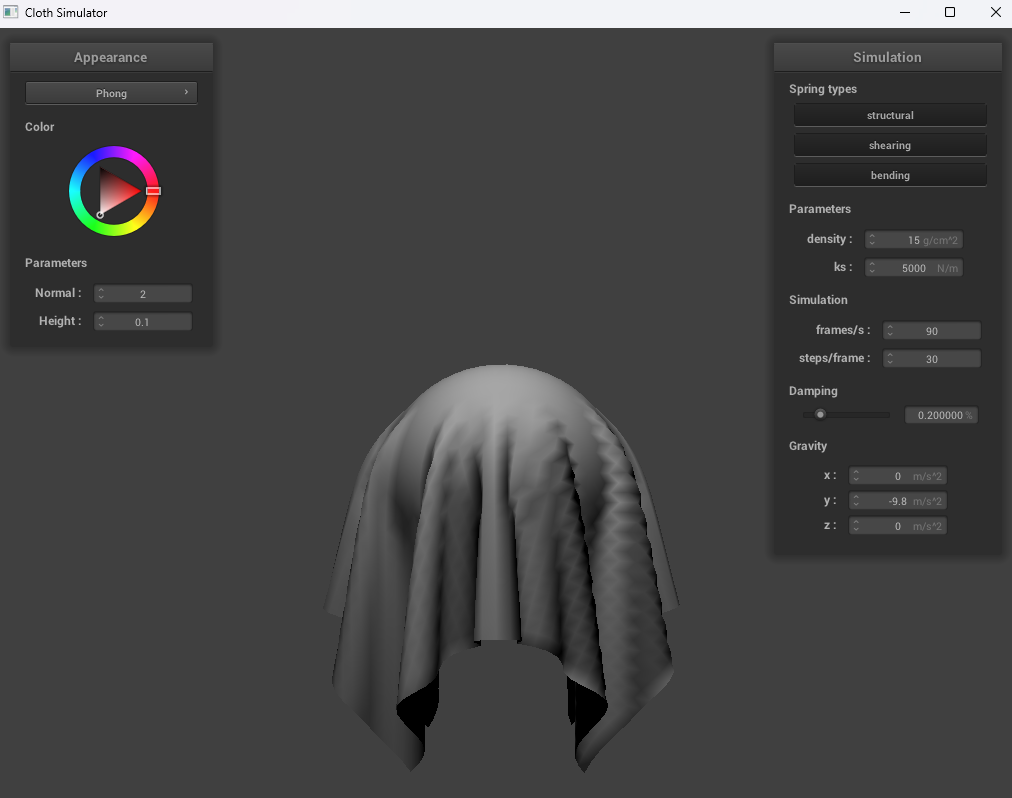 Cloth Simulator
Appearance
Phong
Color
Parameters
Normal : 2
Height : 0.1
Simulation
Spring types
structural
shearing
bending
Parameters
density : 15 g/cm^2
ks : 5000 N/m
Simulation
frames/s : 90
steps/frame : 30
Damping
0.200000 %
Gravity
x : 0 m/s^2
y : -9.8 m/s^2
z : 0 m/s^2